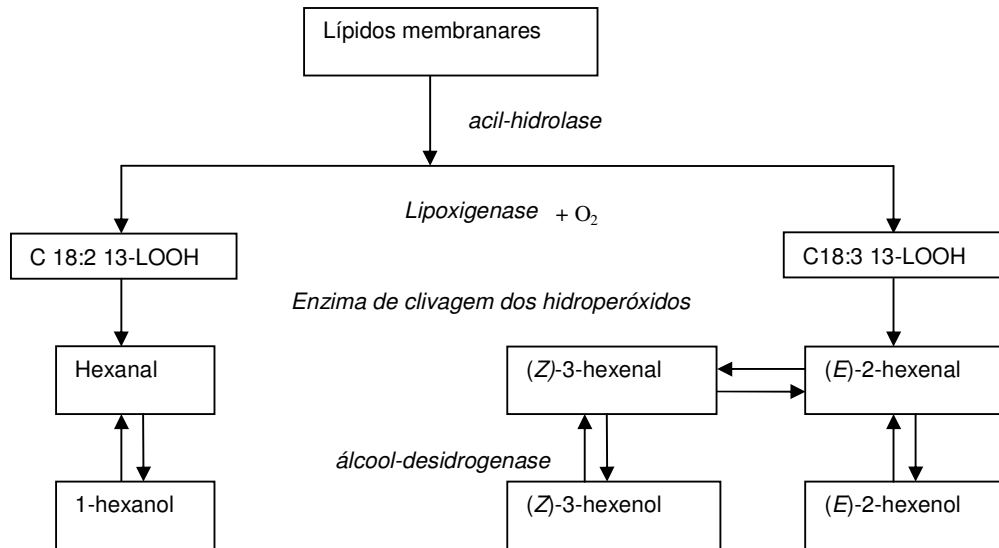 Lípidos membranares
acil-hidrolase
Lipoxigenase + O₂
C 18:2 13-LOOH
C18:3 13-LOOH
Enzima de clivagem dos hidroperóxidos
Hexanal
(Z)-3-hexenal
(E)-2-hexenal
álcool-desidrogenase
1-hexanol
(Z)-3-hexenol
(E)-2-hexenol